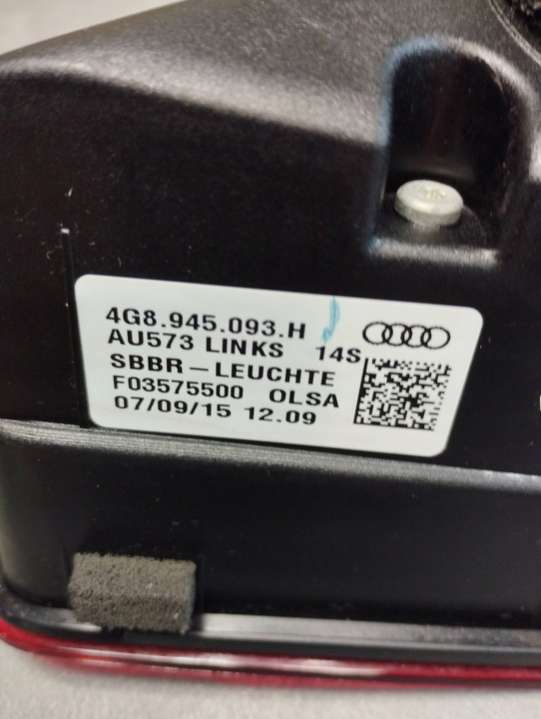 4G8.945.093.H
AU573 LINKS 14S
SBBR-LEUCHTE
F03575500 OLSA
07/09/15 12.09